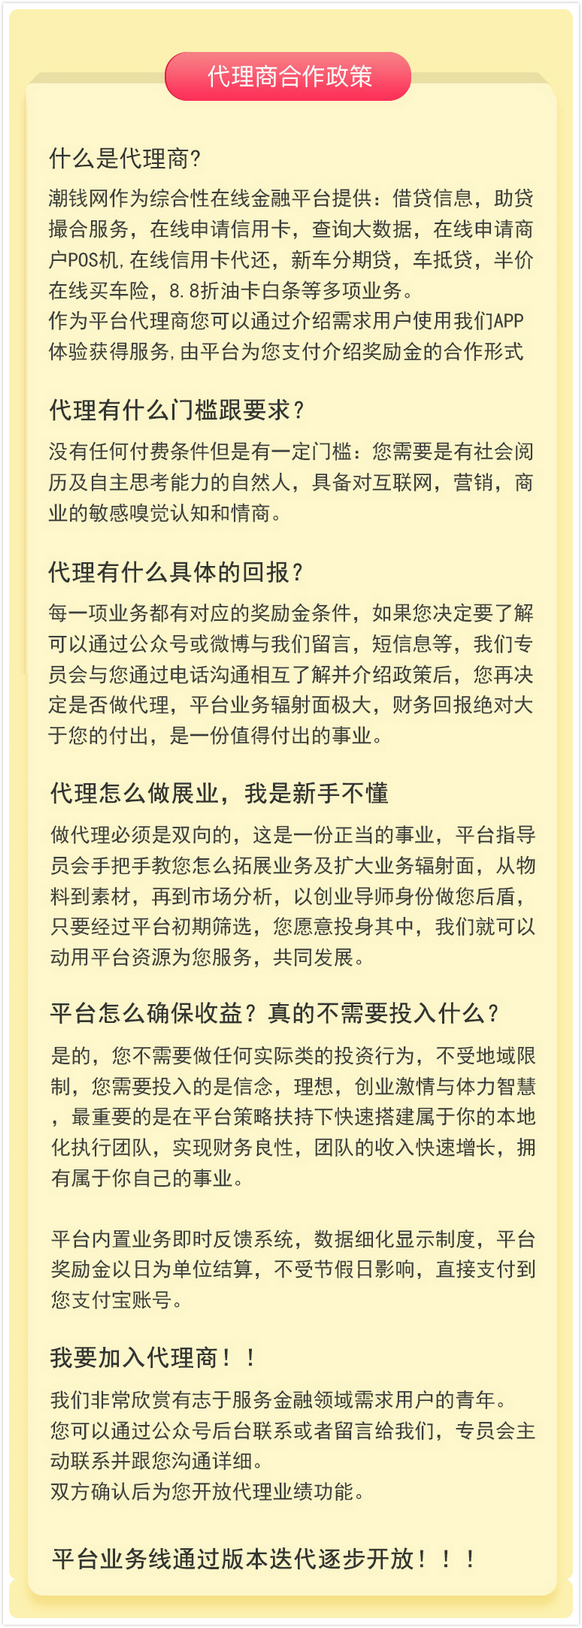 代理商合作政策
什么是代理商?
潮钱网作为综合性在线金融平台提供：借贷信息，助贷
撮合服务，在线申请信用卡，查询大数据，在线申请商
户POS机,在线信用卡代还，新车分期贷，车抵贷，半价
在线买车险，8.8折油卡白条等多项业务。
作为平台代理商您可以通过介绍需求用户使用我们APP
体验获得服务,由平台为您支付介绍奖励金的合作形式
代理有什么门槛跟要求？
没有任何付费条件但是有一定门槛：您需要是有社会阅
历及自主思考能力的自然人，具备对互联网，营销，商
业的敏感嗅觉认知和情商。
代理有什么具体的回报？
每一项业务都有对应的奖励金条件，如果您决定要了解
可以通过公众号或微博与我们留言，短信息等，我们专
员会与您通过电话沟通相互了解并介绍政策后，您再决
定是否做代理，平台业务辐射面极大，财务回报绝对大
于您的付出，是一份值得付出的事业。
代理怎么做展业，我是新手不懂
做代理必须是双向的，这是一份正当的事业，平台指导
员会手把手教您怎么拓展业务及扩大业务辐射面，从物
料到素材，再到市场分析，以创业导师身份做您后盾，
只要经过平台初期筛选，您愿意投身其中，我们就可以
动用平台资源为您服务，共同发展。
平台怎么确保收益？真的不需要投入什么？
是的，您不需要做任何实际类的投资行为，不受地域限
制，您需要投入的是信念，理想，创业激情与体力智慧
，最重要的是在平台策略扶持下快速搭建属于你的本地
化执行团队，实现财务良性，团队的收入快速增长，拥
有属于你自己的事业。
平台内置业务即时反馈系统，数据细化显示制度，平台
奖励金以日为单位结算，不受节假日影响，直接支付到
您支付宝账号。
我要加入代理商！！
我们非常欣赏有志于服务金融领域需求用户的青年。
您可以通过公众号后台联系或者留言给我们，专员会主
动联系并跟您沟通详细。
双方确认后为您开放代理业绩功能。
平台业务线通过版本迭代逐步开放！！！